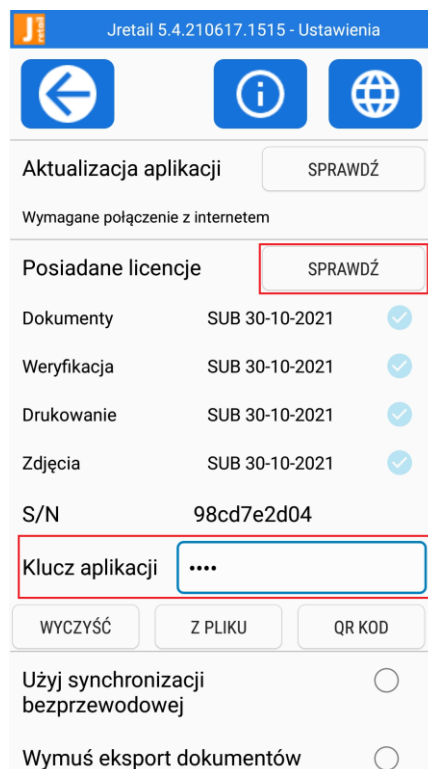 J retail
Jretail 5.4.210617.1515 - Ustawienia
Aktualizacja aplikacji SPRAWDŹ
Wymagane połączenie z internetem
Posiadane licencje SPRAWDŹ
Dokumenty SUB 30-10-2021
Weryfikacja SUB 30-10-2021
Drukowanie SUB 30-10-2021
Zdjęcia SUB 30-10-2021
S/N 98cd7e2d04
Klucz aplikacji ••••
WYCZYŚĆ Z PLIKU QR KOD
Użyj synchronizacji
bezprzewodowej
Wymuś eksport dokumentów